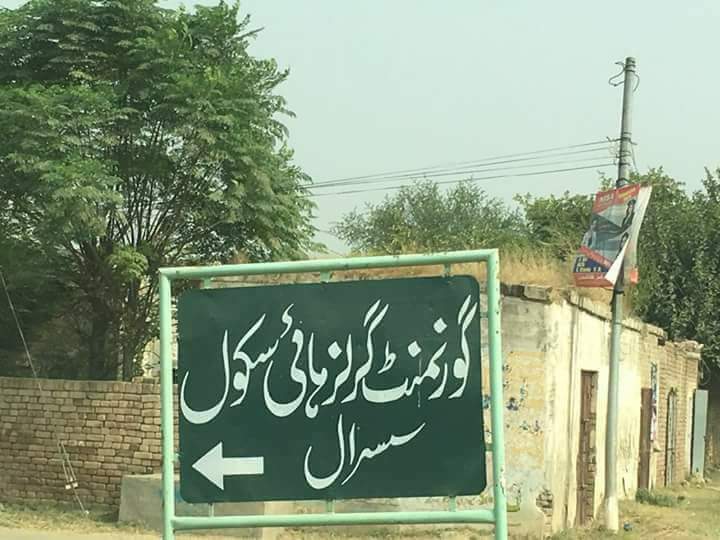 گورنمنٹ گرلز ہائی سکول
سسرال